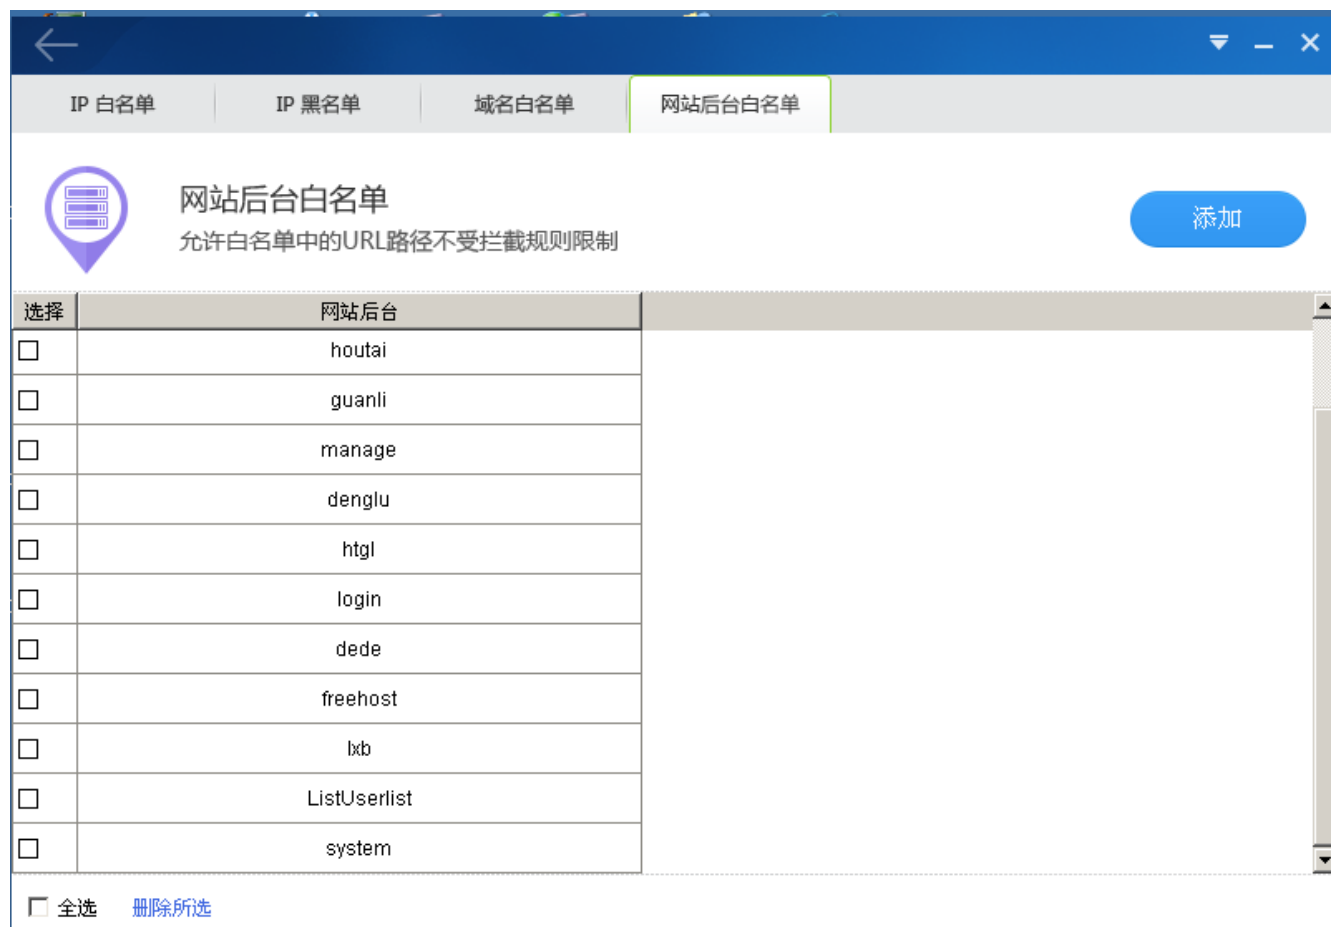 IP 白名单 IP 黑名单 域名白名单 网站后台白名单
网站后台白名单
允许白名单中的URL路径不受拦截规则限制
添加
选择 网站后台
houtai
guanli
manage
denglu
htgl
login
dede
freehost
lxb
ListUserlist
system
全选 删除所选